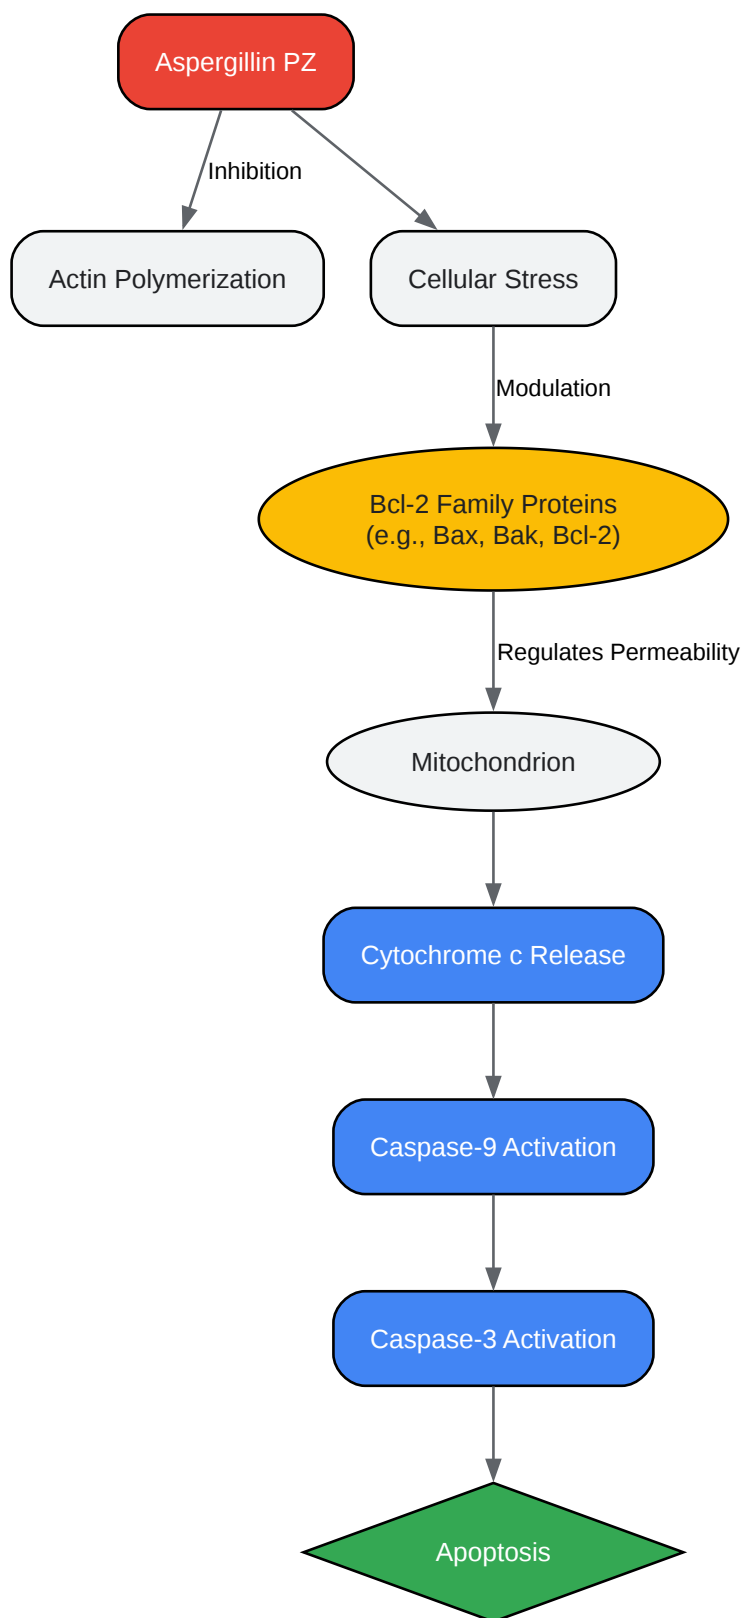 Aspergillin PZ
Inhibition
Actin Polymerization
Cellular Stress
Modulation
Bcl-2 Family Proteins
(e.g., Bax, Bak, Bcl-2)
Regulates Permeability
Mitochondrion
Cytochrome c Release
Caspase-9 Activation
Caspase-3 Activation
Apoptosis